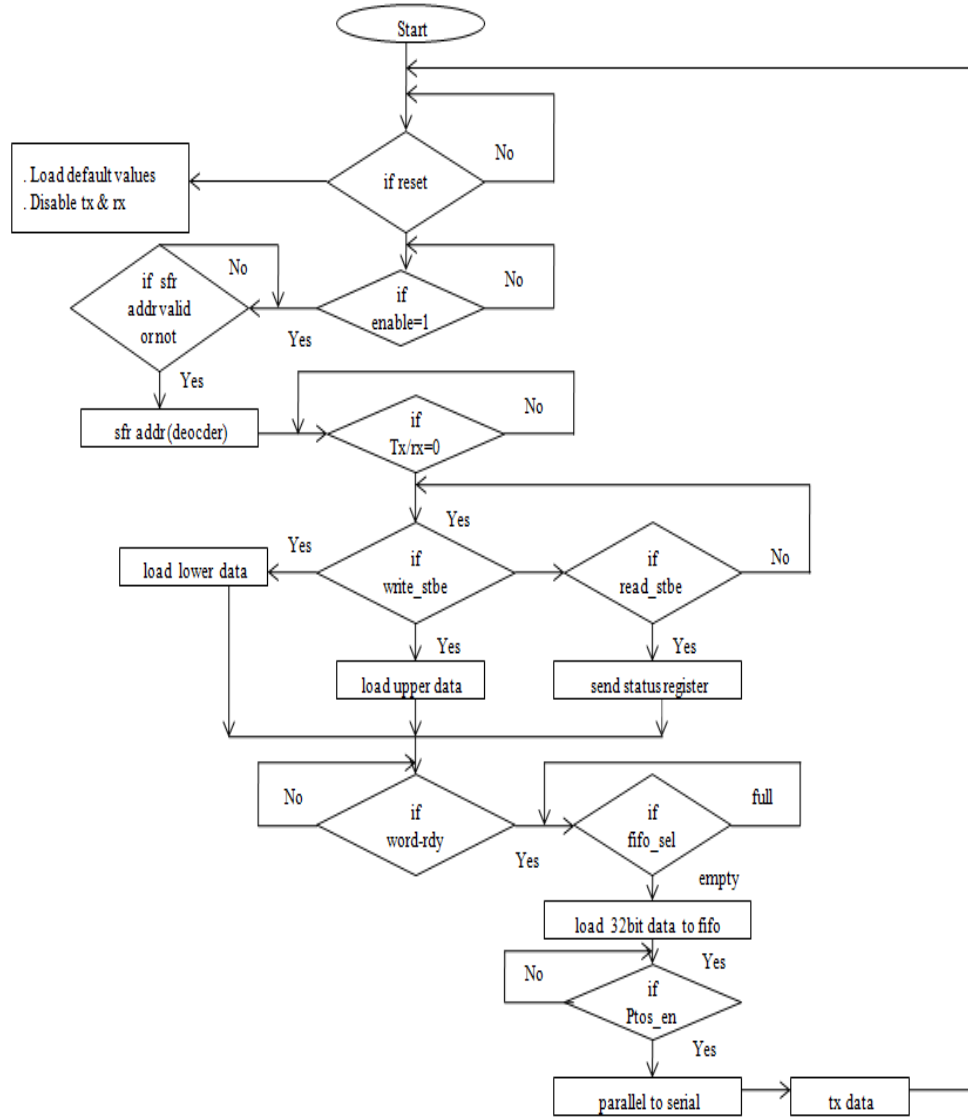 Start
No
if reset
. Load default values
. Disable tx & rx
No
if sfr
addr valid
or not
No
if
enable=1
Yes
Yes
sfr addr(deocder)
No
if
Tx/rx=0
Yes
Yes
load lower data
if
write_stbe
if
read_stbe
No
Yes
Yes
load upper data
send status register
No
if
word-rdy
Yes
if
fifo_sel
full
empty
load 32bit data to fifo
Yes
No
if
Ptos_en
Yes
parallel to serial
tx data